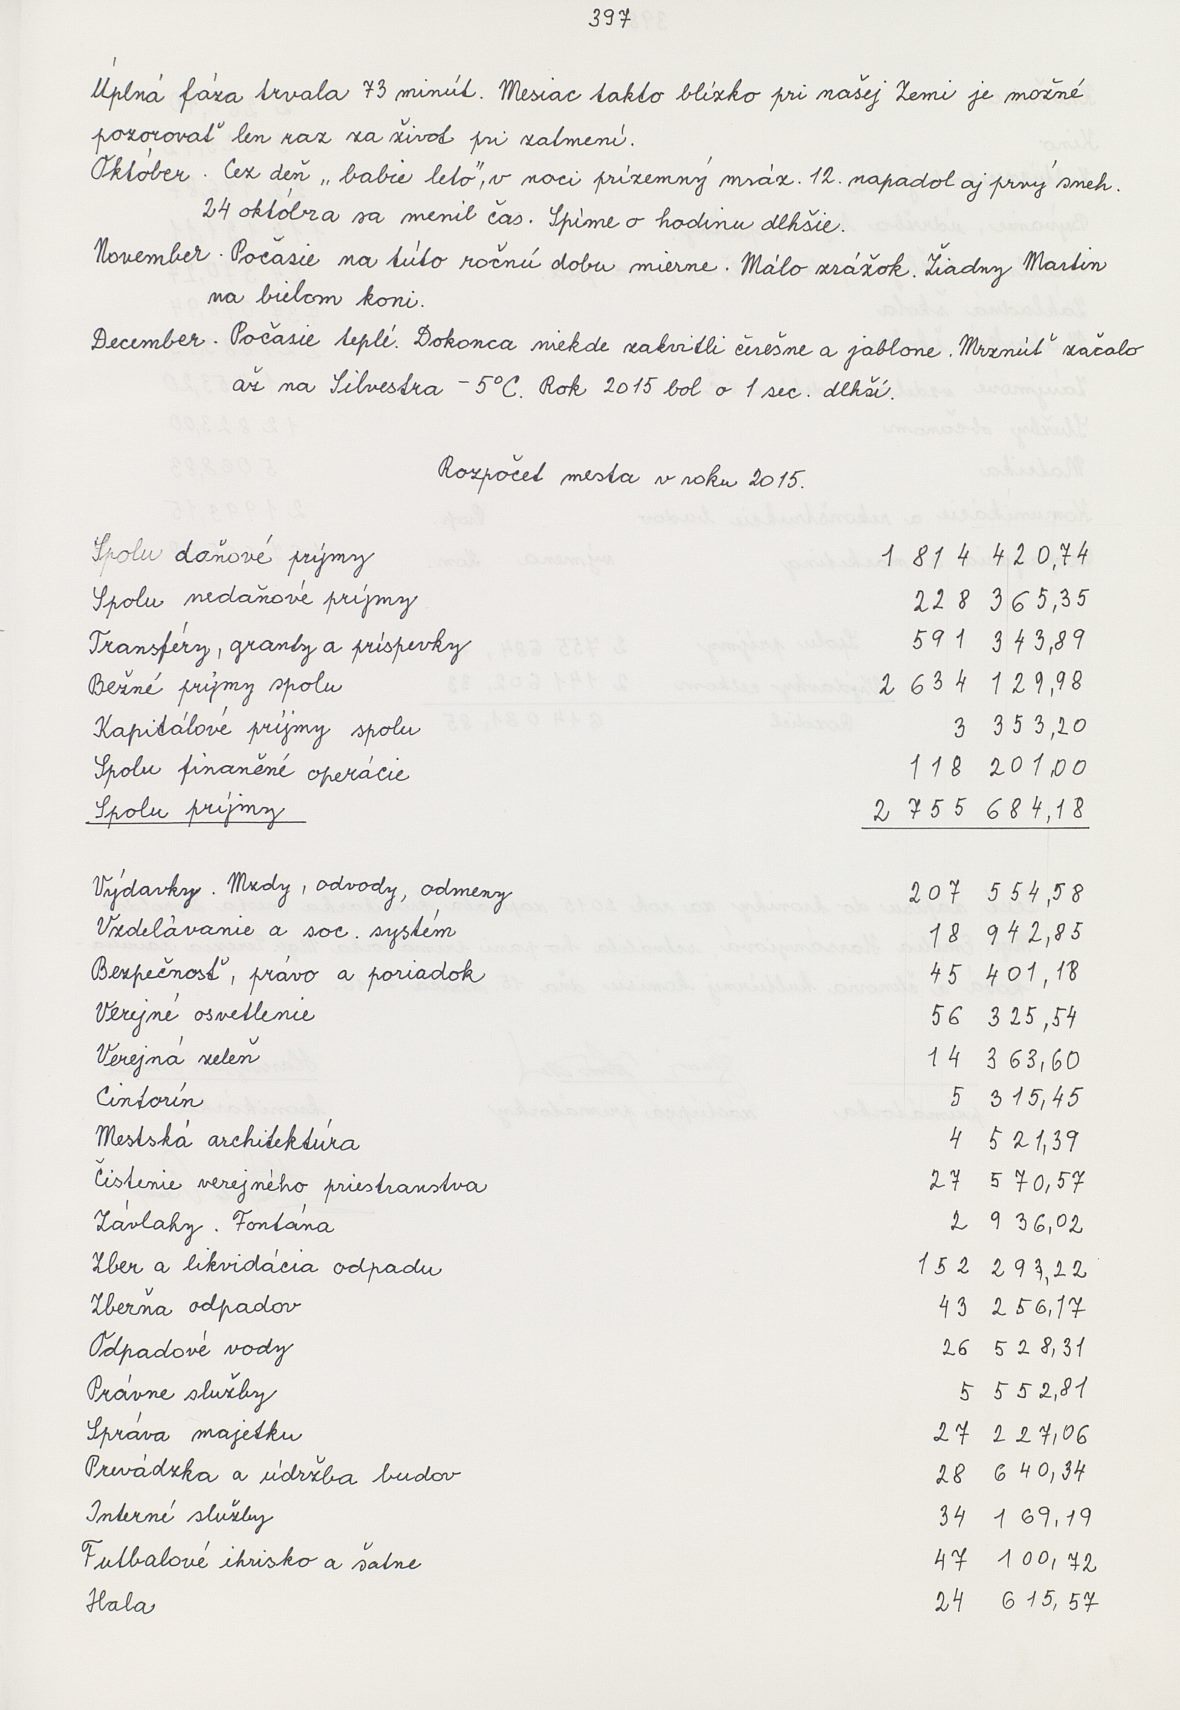 397
Úplná fáza trvala 73 minút. Mesiac takto blízko pri našej Zemi je možné
pozorovať len raz za život pri zatmení.
Október. Cez deň „babie leto", v noci prízemný mráz. 12. napadol aj prvý sneh.
24 októbra sa menil čas. Spíme o hodinu dlhšie.
November. Počasie na túto ročnú dobu mierne. Málo zrážok. Žiadny Martin
na bielom koni.
December. Počasie teplé. Dokonca niekde zakvitli čerešne a jablone. Mrznúť začalo
až na Silvestra -5°C. Rok 2015 bol o 1 sec. dlhší.
Rozpočet mesta v roku 2015.
Spolu daňové príjmy 1 814 420,74
Spolu nedaňové príjmy 228 365,35
Transféry, granty a príspevky 591 343,89
Bežné príjmy spolu 2 634 129,98
Kapitálové príjmy spolu 3 353,20
Spolu finančné operácie 118 201,00
Spolu príjmy 2 755 684,18
Výdavky. Mzdy, odvody, odmeny 207 554,58
Vzdelávanie a soc. systém 18 942,85
Bezpečnosť, právo a poriadok 45 401,18
Verejné osvetlenie 56 325,54
Verejná zeleň 14 363,60
Cintorín 5 315,45
Mestská architektúra 4 521,39
Čistenie verejného priestranstva 27 570,57
Závlahy. Fontána 2 936,02
Zber a likvidácia odpadu 152 293,22
Zberňa odpadov 43 256,17
Odpadové vody 26 528,31
Právne služby 5 552,81
Správa majetku 27 227,06
Prevádzka a údržba budov 28 640,34
Interné služby 34 169,19
Futbalové ihrisko a šatne 47 100,72
Hala 24 615,57